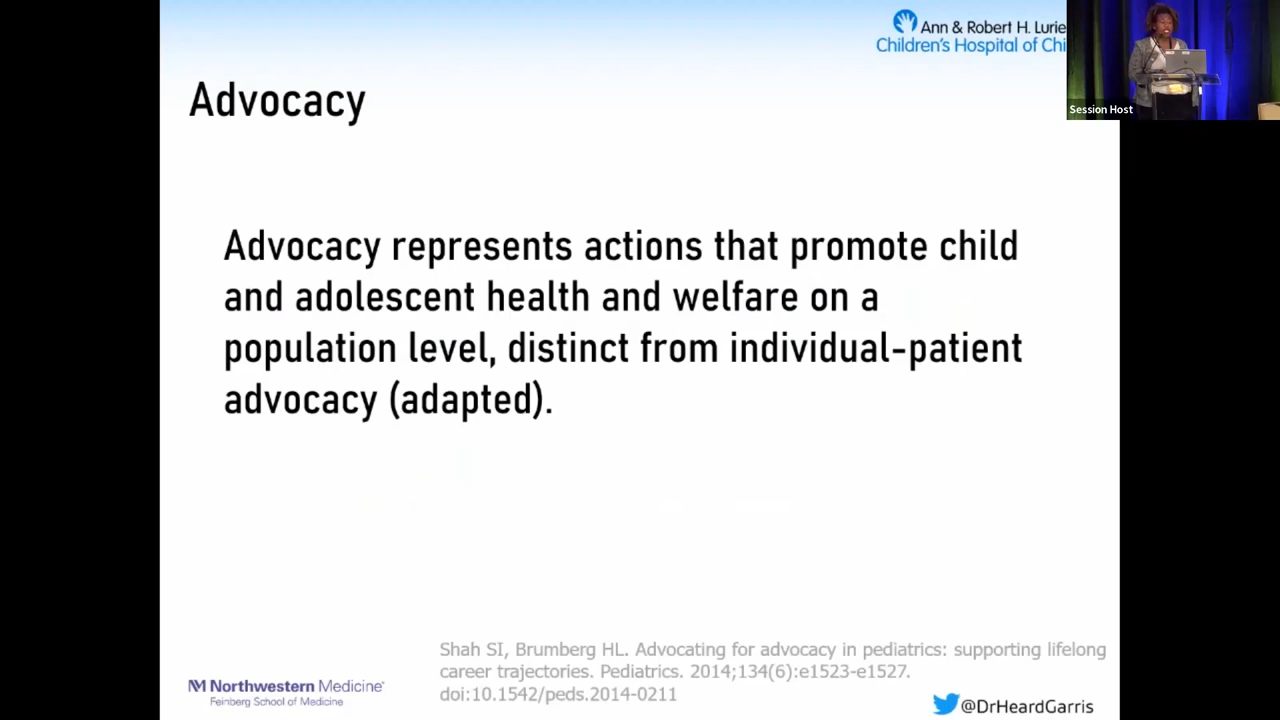 Ann & Robert H. Lurie
Children's Hospital of Chi
Session Host
Advocacy
Advocacy represents actions that promote child
and adolescent health and welfare on a
population level, distinct from individual-patient
advocacy (adapted).
Shah SI, Brumberg HL. Advocating for advocacy in pediatrics: supporting lifelong
career trajectories. Pediatrics. 2014;134(6):e1523-e1527.
doi:10.1542/peds.2014-0211
Northwestern Medicine®
Feinberg School of Medicine
@DrHeardGarris